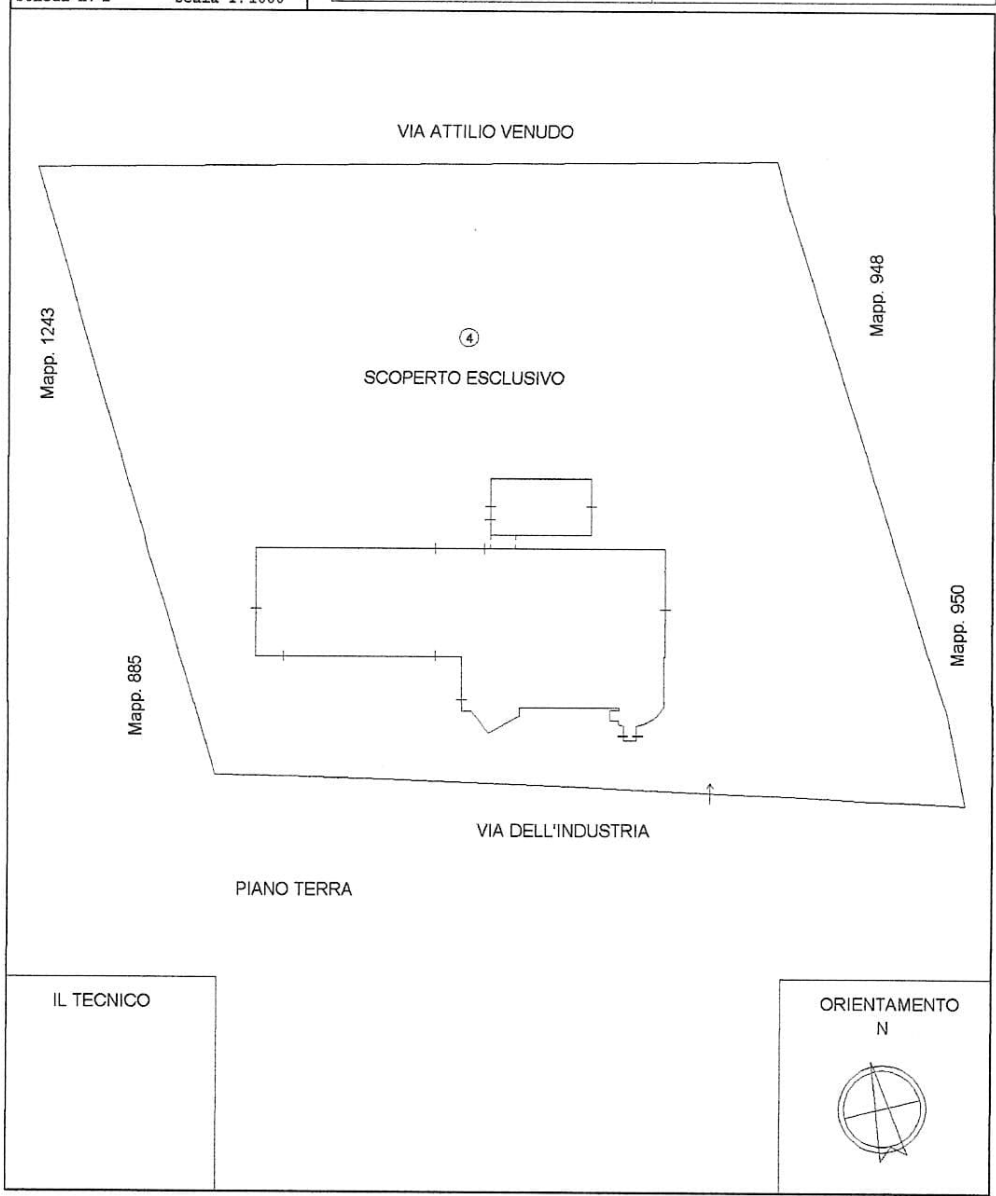 Scala 1:1000
VIA ATTILIO VENUDO
Mapp. 948
Mapp. 1243
4
SCOPERTO ESCLUSIVO
Mapp. 950
Mapp. 885
VIA DELL'INDUSTRIA
PIANO TERRA
IL TECNICO
ORIENTAMENTO
N